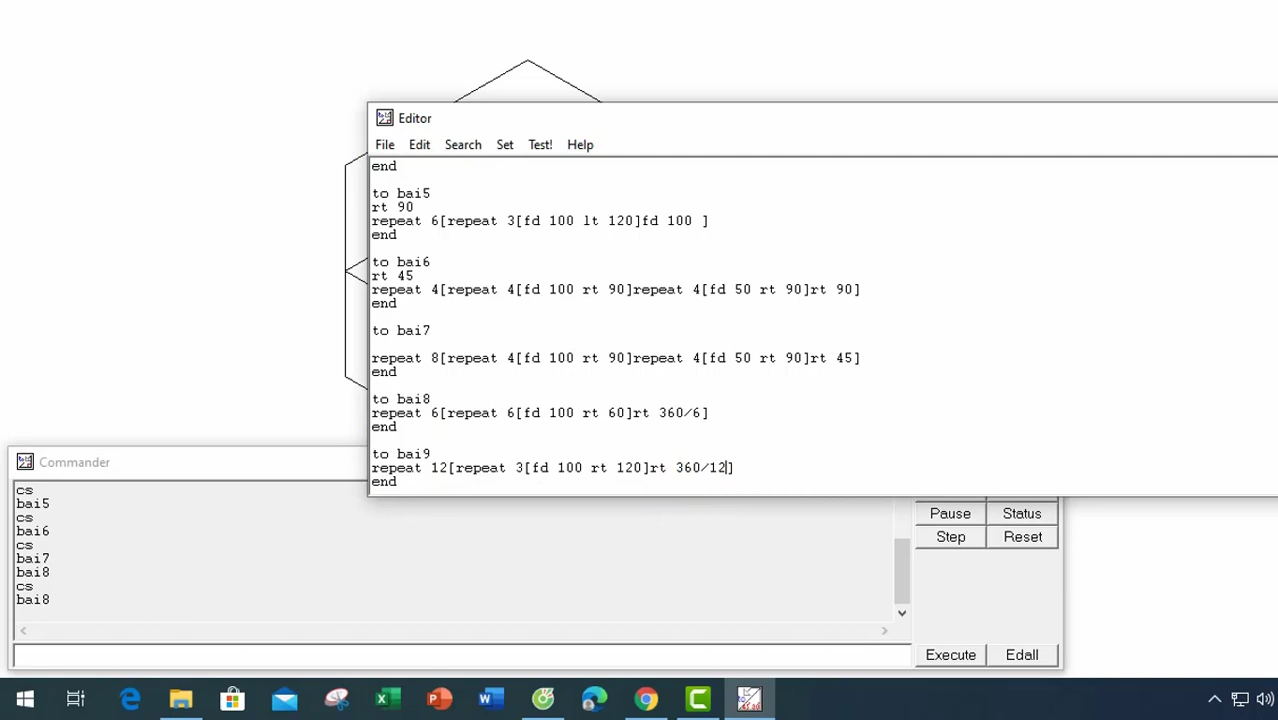 Editor
File Edit Search Set Test! Help
end
to bai5
rt 90
repeat 6[repeat 3[fd 100 lt 120]fd 100 ]
end
to bai6
rt 45
repeat 4[repeat 4[fd 100 rt 90]repeat 4[fd 50 rt 90]rt 90]
end
to bai7
repeat 8[repeat 4[fd 100 rt 90]repeat 4[fd 50 rt 90]rt 45]
end
to bai8
repeat 6[repeat 6[fd 100 rt 60]rt 360/6]
end
to bai9
repeat 12[repeat 3[fd 100 rt 120]rt 360/12]
end
Commander
cs
bai5
cs
bai6
cs
bai7
bai8
cs
bai8
Pause Status
Step Reset
Execute Edall